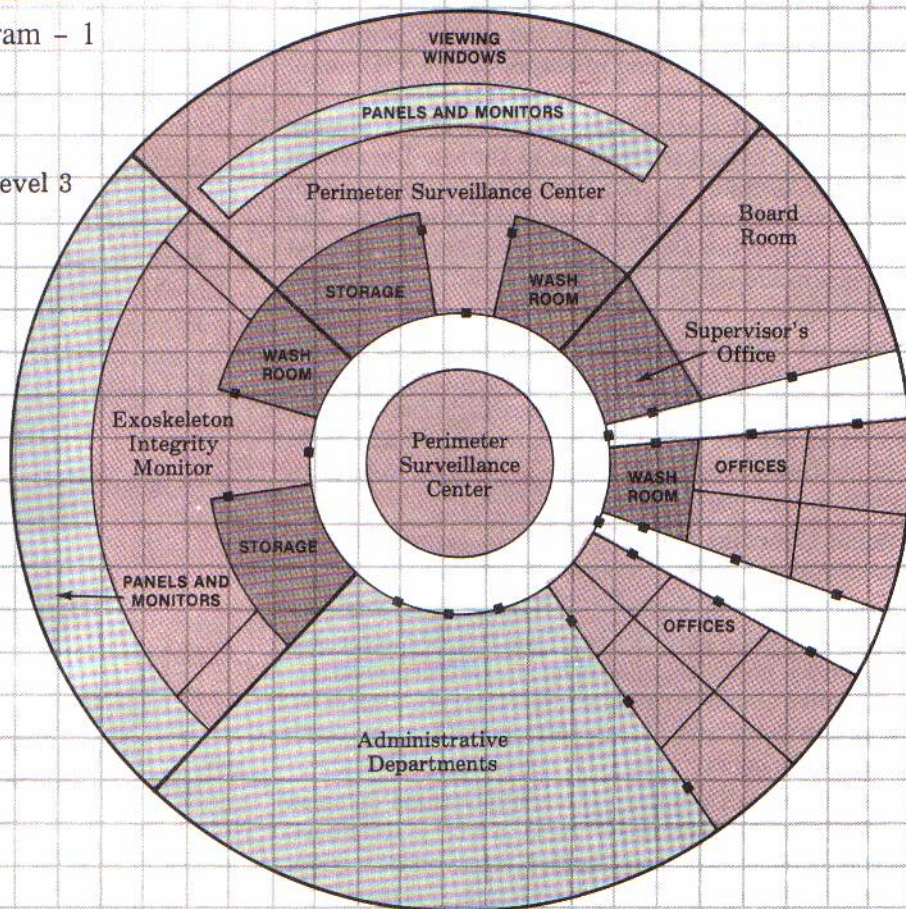 ram - 1
evel 3
VIEWING
WINDOWS
PANELS AND MONITORS
Perimeter Surveillance Center
Board
Room
STORAGE
WASH
ROOM
WASH
ROOM
Supervisor's
Office
Exoskeleton
Integrity
Monitor
Perimeter
Surveillance
Center
WASH
ROOM
OFFICES
STORAGE
PANELS AND
MONITORS
OFFICES
Administrative
Departments